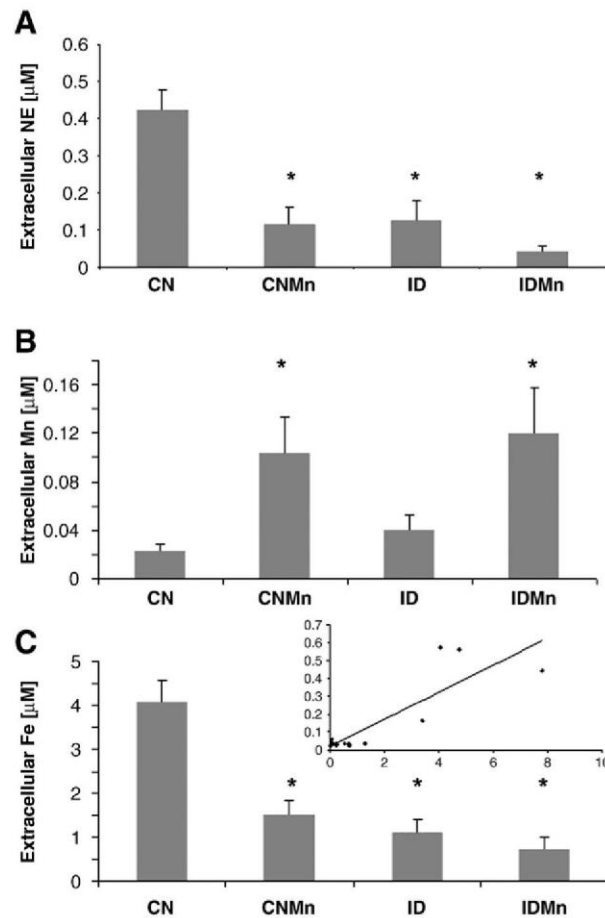 A
Extracellular NE [µM]
0.6
0.5
0.4
0.3
0.2
0.1
0
* * *
CN CNMn ID IDMn
B
Extracellular Mn [µM]
0.16
0.12
0.08
0.04
0
* *
CN CNMn ID IDMn
C
Extracellular Fe [µM]
5
4
3
2
1
0
0.7
0.6
0.5
0.4
0.3
0.2
0.1
0
0 2 4 6 8 10
* * *
CN CNMn ID IDMn